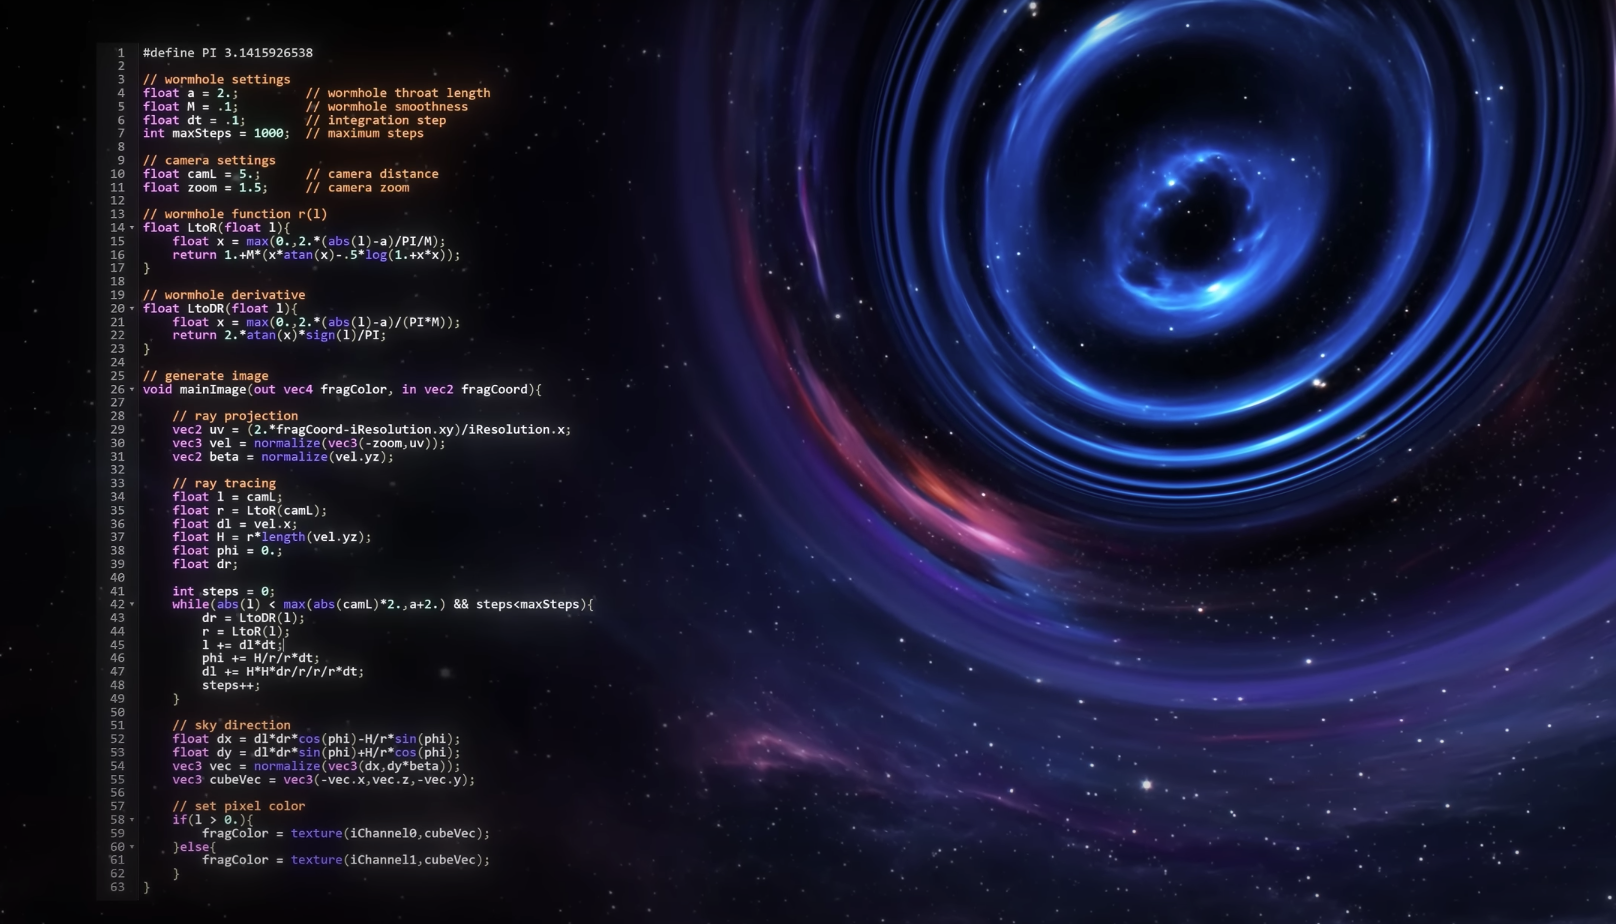 1 #define PI 3.1415926538
2
3 // wormhole settings
4 float a = 2.;         // wormhole throat length
5 float M = .1;         // wormhole smoothness
6 float dt = .1;        // integration step
7 int maxSteps = 1000;  // maximum steps
8
9 // camera settings
10 float camL = 5.;      // camera distance
11 float zoom = 1.5;     // camera zoom
12
13 // wormhole function r(l)
14 float LtoR(float l){
15     float x = max(0.,2.*(abs(l)-a)/PI/M);
16     return 1.+M*(x*atan(x)-.5*log(1.+x*x));
17 }
18
19 // wormhole derivative
20 float LtoDR(float l){
21     float x = max(0.,2.*(abs(l)-a)/(PI*M));
22     return 2.*atan(x)*sign(l)/PI;
23 }
24
25 // generate image
26 void mainImage(out vec4 fragColor, in vec2 fragCoord){
27
28     // ray projection
29     vec2 uv = (2.*fragCoord-iResolution.xy)/iResolution.x;
30     vec3 vel = normalize(vec3(-zoom,uv));
31     vec2 beta = normalize(vel.yz);
32
33     // ray tracing
34     float l = camL;
35     float r = LtoR(camL);
36     float dl = vel.x;
37     float H = r*length(vel.yz);
38     float phi = 0.;
39     float dr;
40
41     int steps = 0;
42     while(abs(l) < max(abs(camL)*2.,a+2.) && steps<maxSteps){
43         dr = LtoDR(l);
44         r = LtoR(l);
45         l += dl*dt;
46         phi += H/r/r*dt;
47         dl += H*H*dr/r/r/r*dt;
48         steps++;
49     }
50
51     // sky direction
52     float dx = dl*dr*cos(phi)-H/r*sin(phi);
53     float dy = dl*dr*sin(phi)+H/r*cos(phi);
54     vec3 vec = normalize(vec3(dx,dy*beta));
55     vec3 cubeVec = vec3(-vec.x,vec.z,-vec.y);
56
57     // set pixel color
58     if(l > 0.){
59         fragColor = texture(iChannel0,cubeVec);
60     }else{
61         fragColor = texture(iChannel1,cubeVec);
62     }
63 }